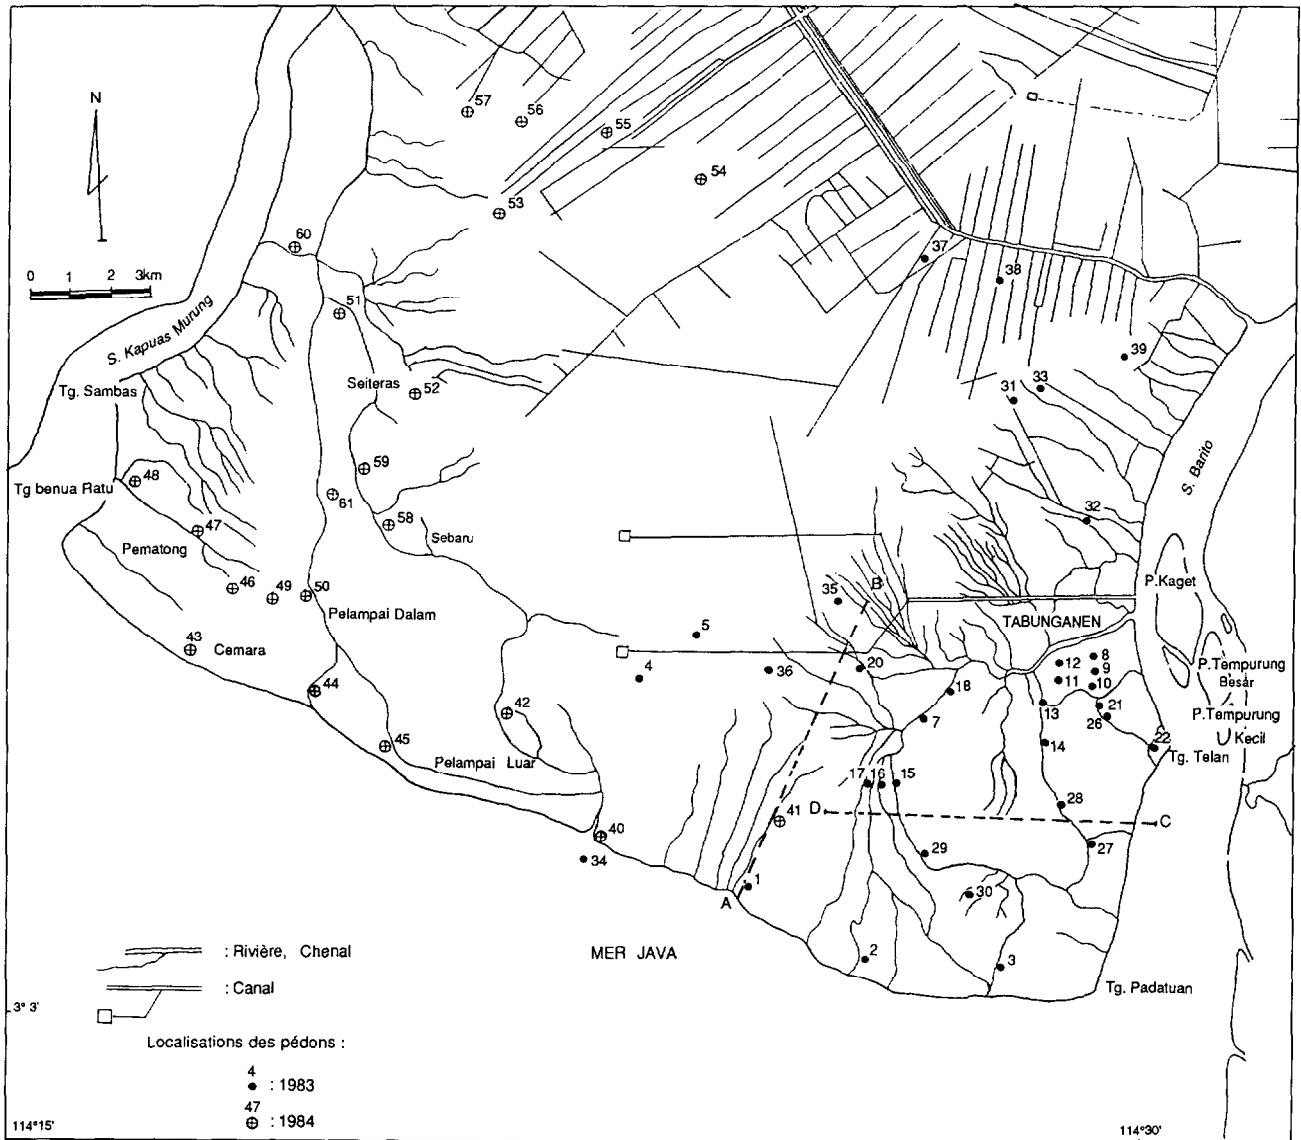 57
56
55
54
N
53
60
37
38
0 1 2 3km
51
S. Kapuas Murung
39
Seiteras
52
31
33
Tg. Sambas
S. Barito
59
Tg benua Ratu
48
61
58
32
47
Sebaru
Pematong
P.Kaget
46
49
50
35
B
Pelampai Dalam
TABUNGANEN
43
Cemara
5
12
8
9
P.Tempurung
Besar
4
36
20
11
10
44
18
13
21
42
7
26
P.Tempurung
Kecil
45
14
22
Tg. Telan
Pelampai Luar
17
16
15
D
41
28
C
40
27
34
29
1
30
A
: Rivière, Chenal
MER JAVA
2
3
: Canal
Tg. Padatuan
3° 3'
Localisations des pédons :
4
: 1983
47
: 1984
114°15'
114°30'